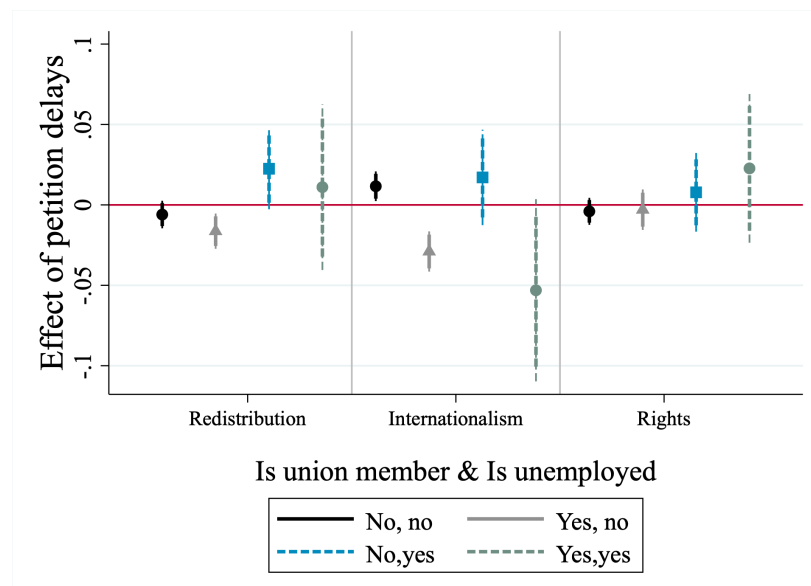 Effect of petition delays
.1
.05
0
-.05
-.1
Redistribution Internationalism Rights
Is union member & Is unemployed
No, no Yes, no
No,yes Yes,yes